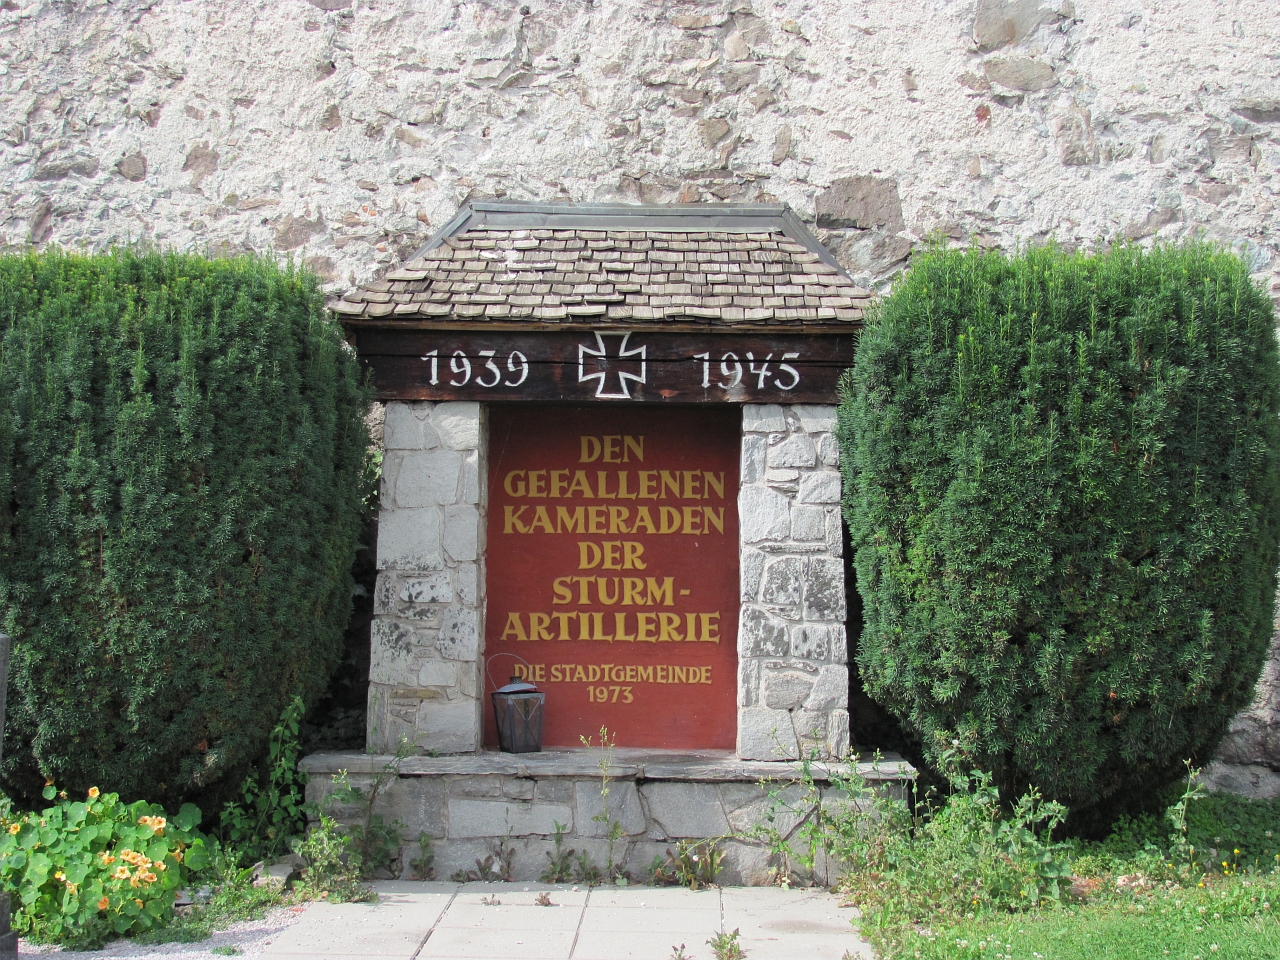 1939 1945
DEN
GEFALLENEN
KAMERADEN
DER
STURM-
ARTILLERIE
DIE STADTGEMEINDE
1973